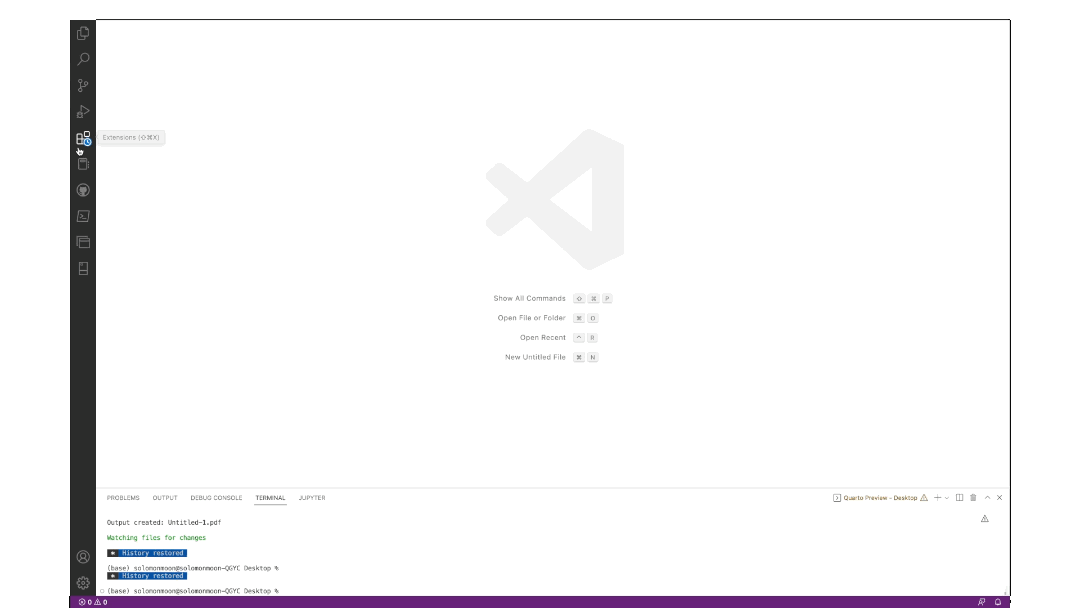 Extensions (⇧⌘X)
Show All Commands ⇧ ⌘ P
Open File or Folder ⌘ O
Open Recent ^ R
New Untitled File ⌘ N
PROBLEMS OUTPUT DEBUG CONSOLE TERMINAL JUPYTER
Quarto Preview - Desktop
Output created: Untitled-1.pdf
Watching files for changes
* History restored
(base) solomonmoon@solomonmoon-QGYC Desktop %
* History restored
(base) solomonmoon@solomonmoon-QGYC Desktop %
0 0